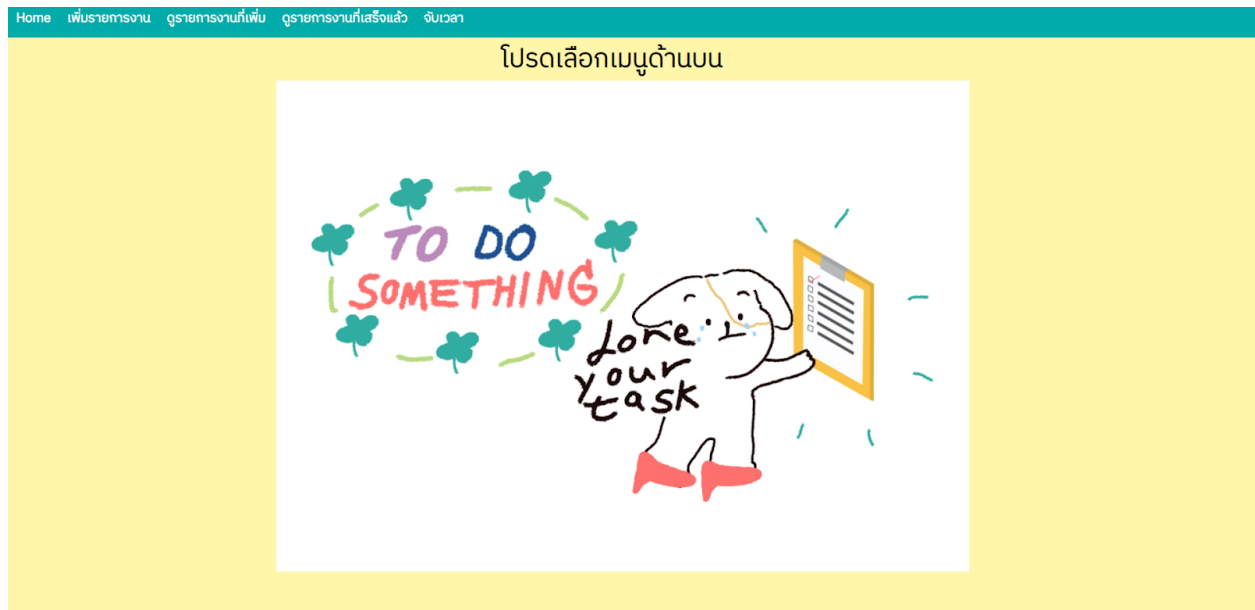 Home เพิ่มรายการงาน ดูรายการงานที่เพิ่ม ดูรายการงานที่เสร็จแล้ว จับเวลา
โปรดเลือกเมนูด้านบน
TO DO
SOMETHING
done
your
task